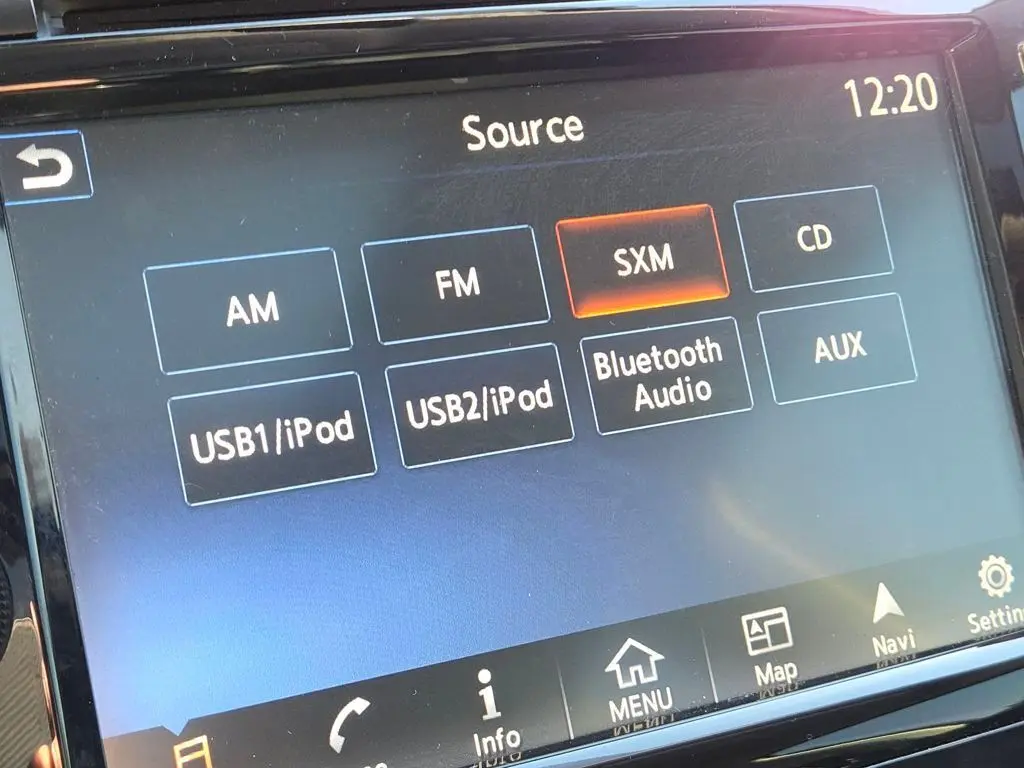 Source
12:20
AM
FM
SXM
CD
USB1/iPod
USB2/iPod
Bluetooth
Audio
AUX
Info
MENU
Map
Navi